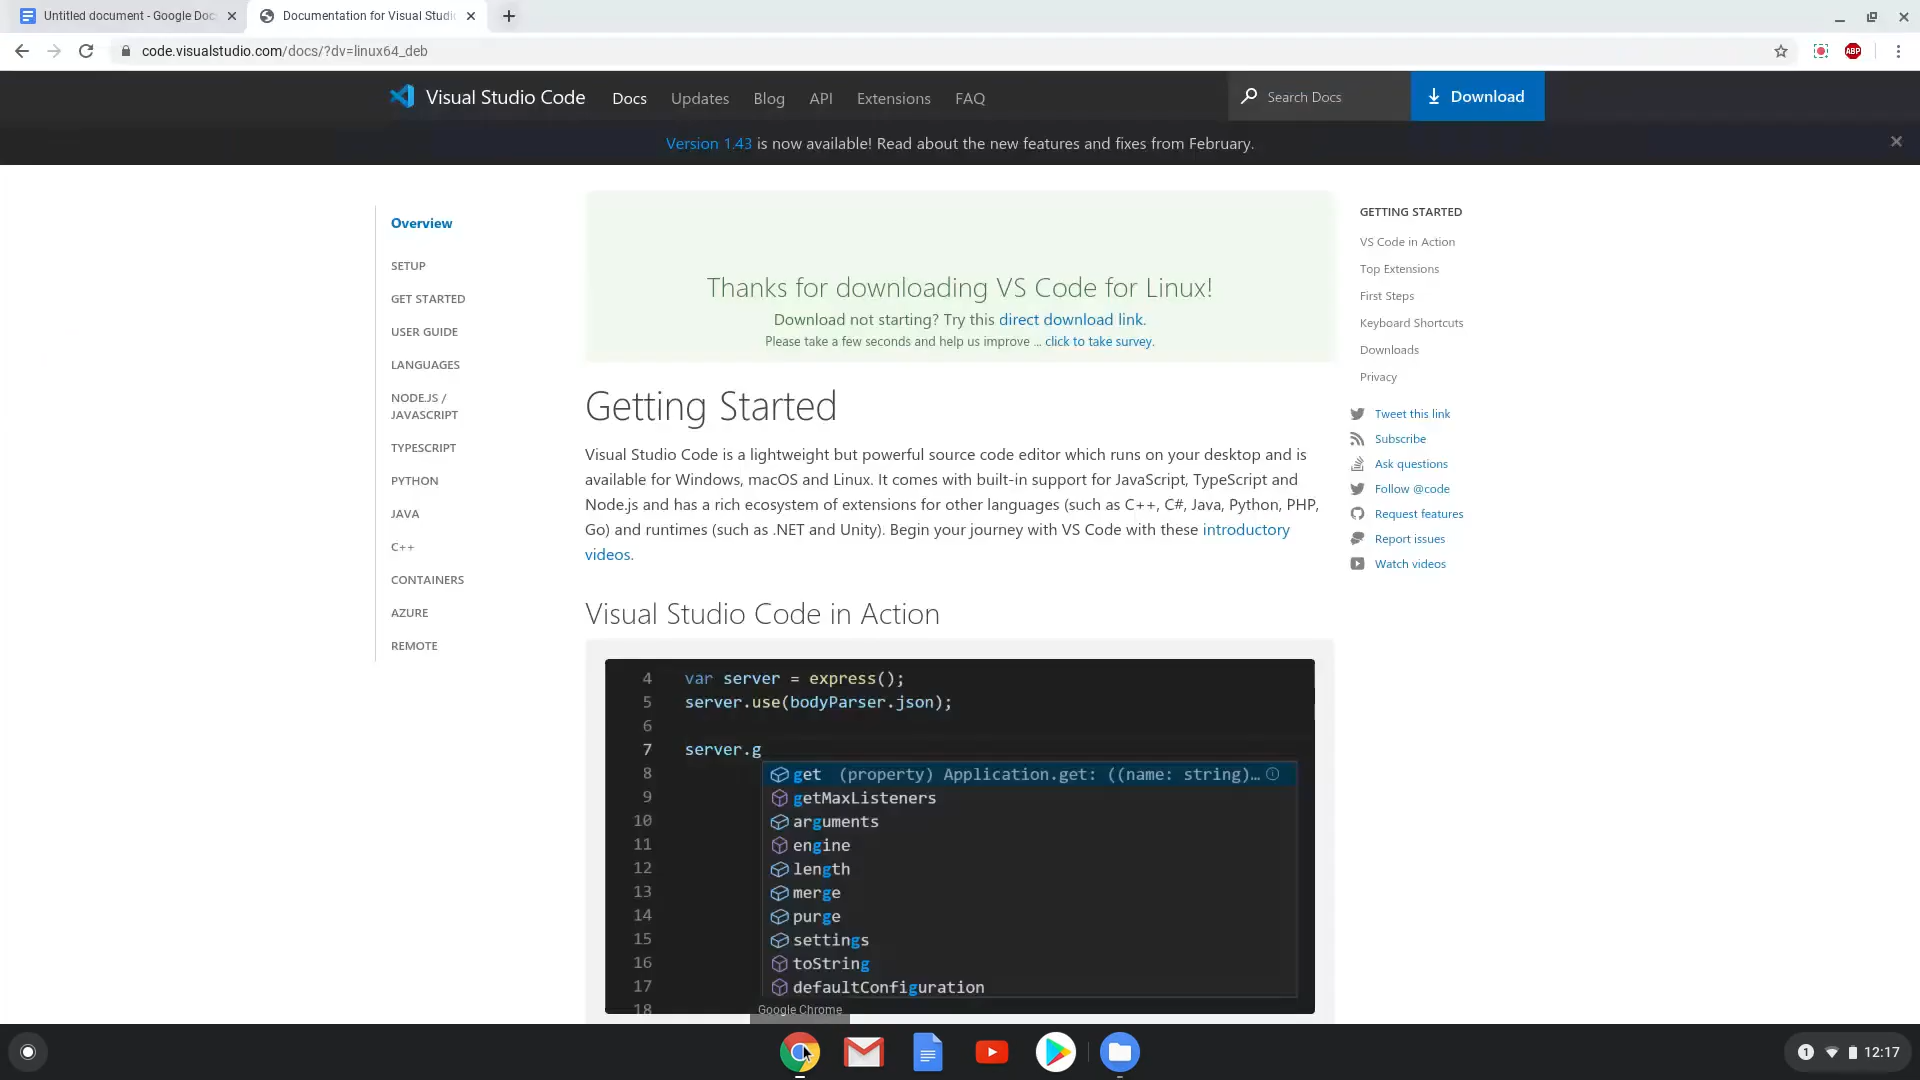 Untitled document - Google Doc
Documentation for Visual Studi
code.visualstudio.com/docs/?dv=linux64_deb
ABP
Visual Studio Code
Docs
Updates
Blog
API
Extensions
FAQ
Search Docs
Download
Version 1.43 is now available! Read about the new features and fixes from February.
Overview
SETUP
GET STARTED
USER GUIDE
LANGUAGES
NODE.JS /
JAVASCRIPT
TYPESCRIPT
PYTHON
JAVA
C++
CONTAINERS
AZURE
REMOTE
Thanks for downloading VS Code for Linux!
Download not starting? Try this direct download link.
Please take a few seconds and help us improve ... click to take survey.
Getting Started
Visual Studio Code is a lightweight but powerful source code editor which runs on your desktop and is
available for Windows, macOS and Linux. It comes with built-in support for JavaScript, TypeScript and
Node.js and has a rich ecosystem of extensions for other languages (such as C++, C#, Java, Python, PHP,
Go) and runtimes (such as .NET and Unity). Begin your journey with VS Code with these introductory
videos.
Visual Studio Code in Action
4 var server = express();
5 server.use(bodyParser.json);
6
7 server.g
8 get (property) Application.get: ((name: string)…
9 getMaxListeners
10 arguments
11 engine
12 length
13 merge
14 purge
15 settings
16 toString
17 defaultConfiguration
18
GETTING STARTED
VS Code in Action
Top Extensions
First Steps
Keyboard Shortcuts
Downloads
Privacy
Tweet this link
Subscribe
Ask questions
Follow @code
Request features
Report issues
Watch videos
Google Chrome
1
12:17